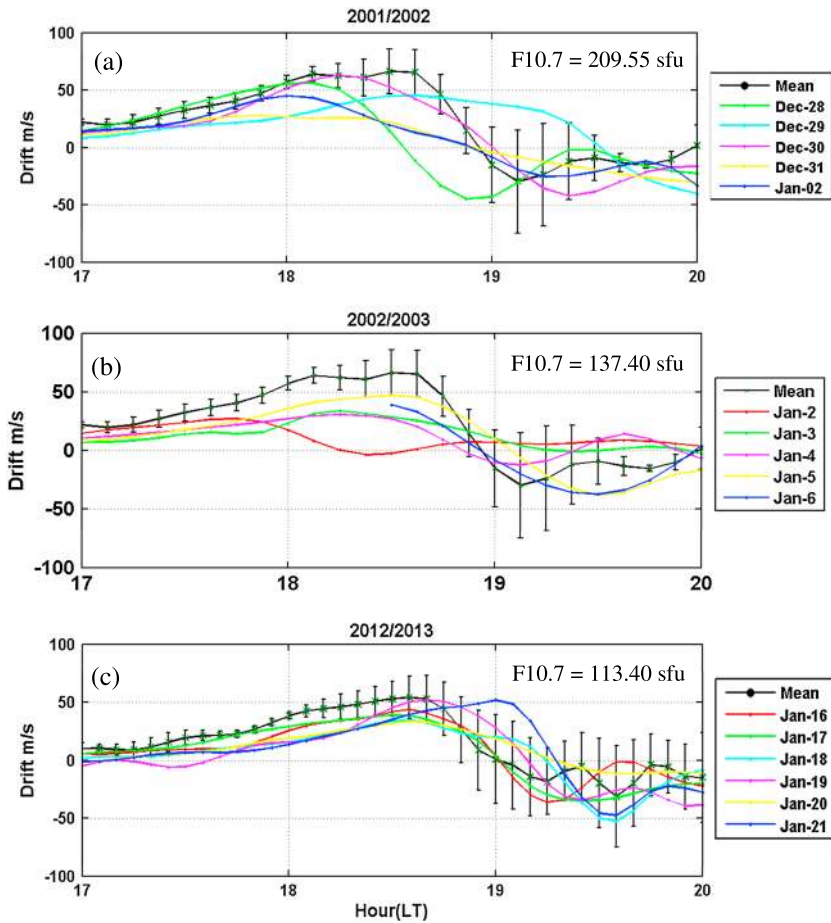 2001/2002
(a)
F10.7 = 209.55 sfu
Drift m/s
100
50
0
-50
-100
17
18
19
20
Mean
Dec-28
Dec-29
Dec-30
Dec-31
Jan-02
2002/2003
(b)
F10.7 = 137.40 sfu
Drift m/s
100
50
0
-50
-100
17
18
19
20
Mean
Jan-2
Jan-3
Jan-4
Jan-5
Jan-6
2012/2013
(c)
F10.7 = 113.40 sfu
Drift m/s
100
50
0
-50
-100
17
18
19
20
Hour(LT)
Mean
Jan-16
Jan-17
Jan-18
Jan-19
Jan-20
Jan-21